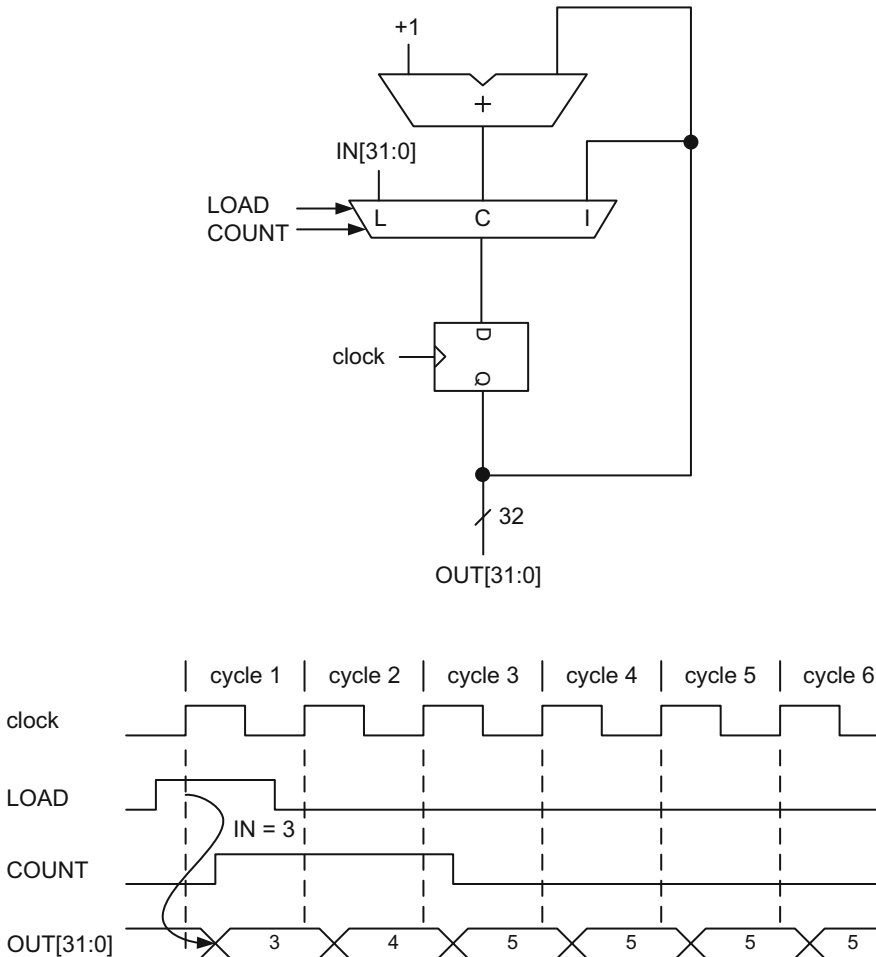 +1
+
IN[31:0]
LOAD
COUNT
L C I
clock
D
Q
32
OUT[31:0]
cycle 1 cycle 2 cycle 3 cycle 4 cycle 5 cycle 6
clock
LOAD
IN = 3
COUNT
OUT[31:0] 3 4 5 5 5 5